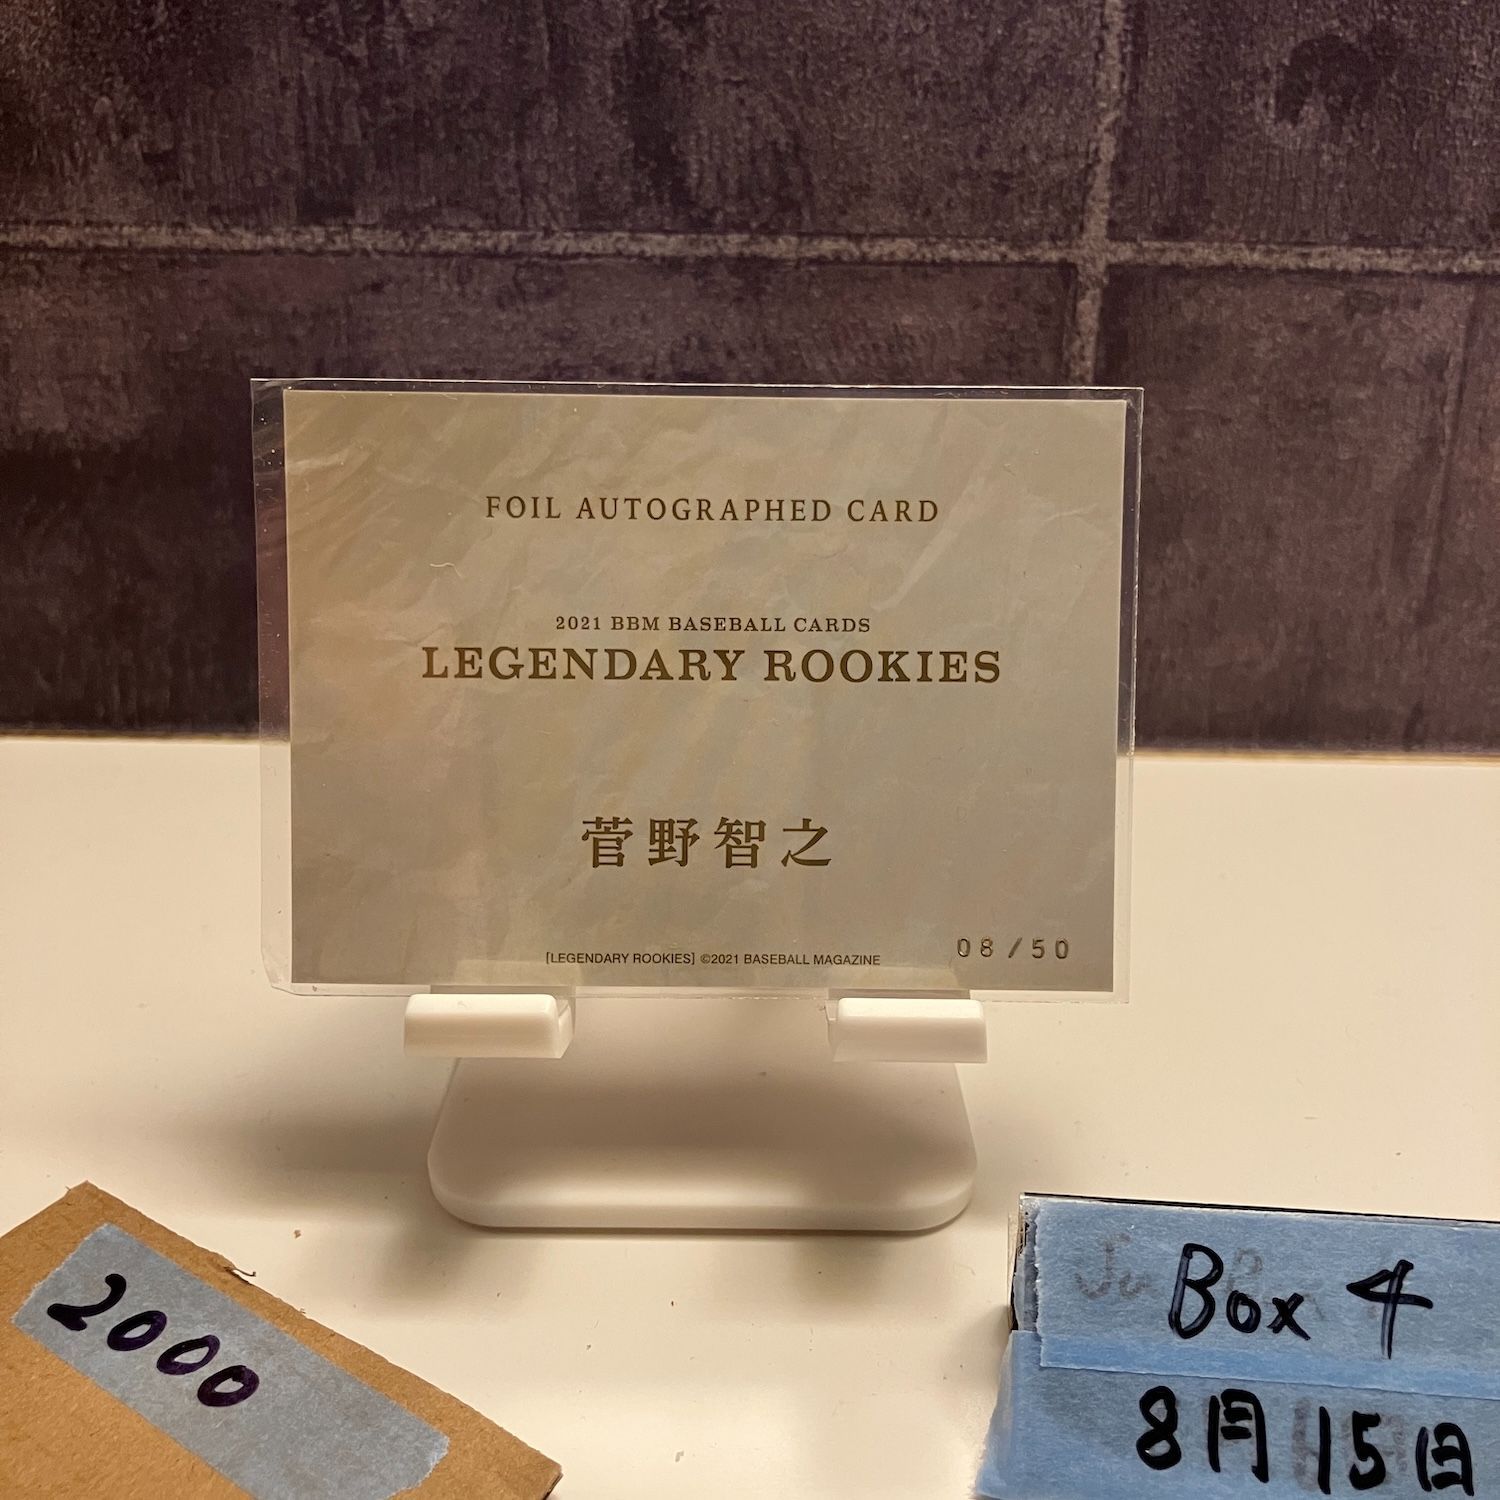 FOIL AUTOGRAPHED CARD
2021 BBM BASEBALL CARDS
LEGENDARY ROOKIES
菅野智之
[LEGENDARY ROOKIES] ©2021 BASEBALL MAGAZINE
08/50
2000
Box 4
8月15日